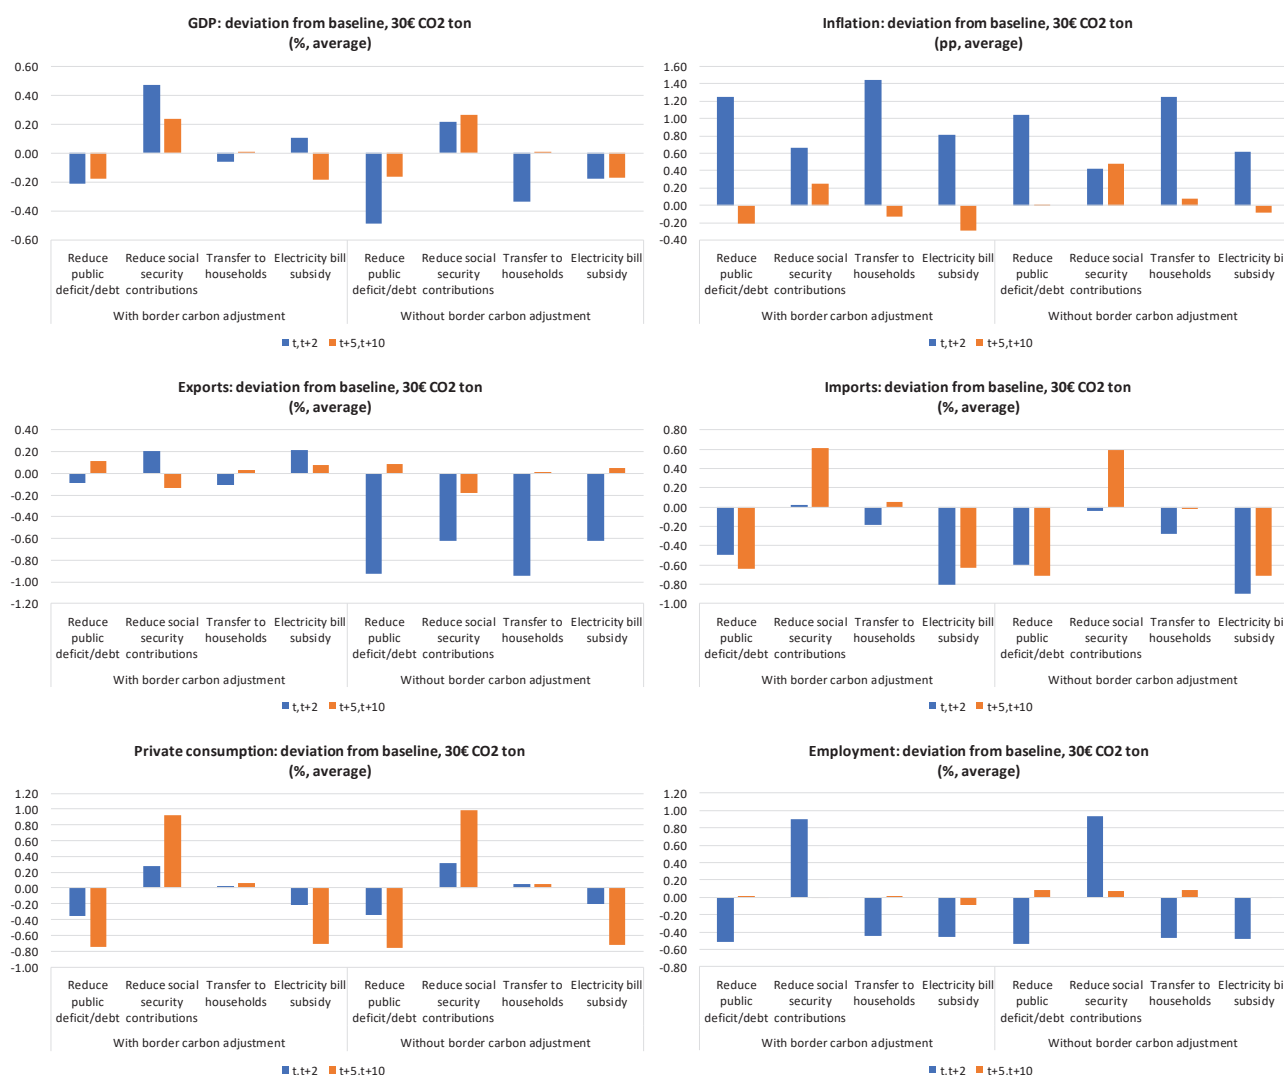 GDP: deviation from baseline, 30€ CO2 ton
(%, average)
0.60
0.40
0.20
0.00
-0.20
-0.40
-0.60
Reduce public deficit/debt
Reduce social security contributions
Transfer to households
Electricity bill subsidy
Reduce public deficit/debt
Reduce social security contributions
Transfer to households
Electricity bill subsidy
With border carbon adjustment
Without border carbon adjustment
t,t+2
t+5,t+10
Inflation: deviation from baseline, 30€ CO2 ton
(pp, average)
1.60
1.40
1.20
1.00
0.80
0.60
0.40
0.20
0.00
-0.20
-0.40
Reduce public deficit/debt
Reduce social security contributions
Transfer to households
Electricity bill subsidy
Reduce public deficit/debt
Reduce social security contributions
Transfer to households
Electricity bil subsidy
With border carbon adjustment
Without border carbon adjustment
t,t+2
t+5,t+10
Exports: deviation from baseline, 30€ CO2 ton
(%, average)
0.40
0.20
0.00
-0.20
-0.40
-0.60
-0.80
-1.00
-1.20
Reduce public deficit/debt
Reduce social security contributions
Transfer to households
Electricity bill subsidy
Reduce public deficit/debt
Reduce social security contributions
Transfer to households
Electricity bill subsidy
With border carbon adjustment
Without border carbon adjustment
t,t+2
t+5,t+10
Imports: deviation from baseline, 30€ CO2 ton
(%, average)
0.80
0.60
0.40
0.20
0.00
-0.20
-0.40
-0.60
-0.80
-1.00
Reduce public deficit/debt
Reduce social security contributions
Transfer to households
Electricity bill subsidy
Reduce public deficit/debt
Reduce social security contributions
Transfer to households
Electricity bil subsidy
With border carbon adjustment
Without border carbon adjustment
t,t+2
t+5,t+10
Private consumption: deviation from baseline, 30€ CO2 ton
(%, average)
1.20
1.00
0.80
0.60
0.40
0.20
0.00
-0.20
-0.40
-0.60
-0.80
-1.00
Reduce public deficit/debt
Reduce social security contributions
Transfer to households
Electricity bill subsidy
Reduce public deficit/debt
Reduce social security contributions
Transfer to households
Electricity bill subsidy
With border carbon adjustment
Without border carbon adjustment
t,t+2
t+5,t+10
Employment: deviation from baseline, 30€ CO2 ton
(%, average)
1.20
1.00
0.80
0.60
0.40
0.20
0.00
-0.20
-0.40
-0.60
-0.80
Reduce public deficit/debt
Reduce social security contributions
Transfer to households
Electricity bill subsidy
Reduce public deficit/debt
Reduce social security contributions
Transfer to households
Electricity bil subsidy
With border carbon adjustment
Without border carbon adjustment
t,t+2
t+5,t+10